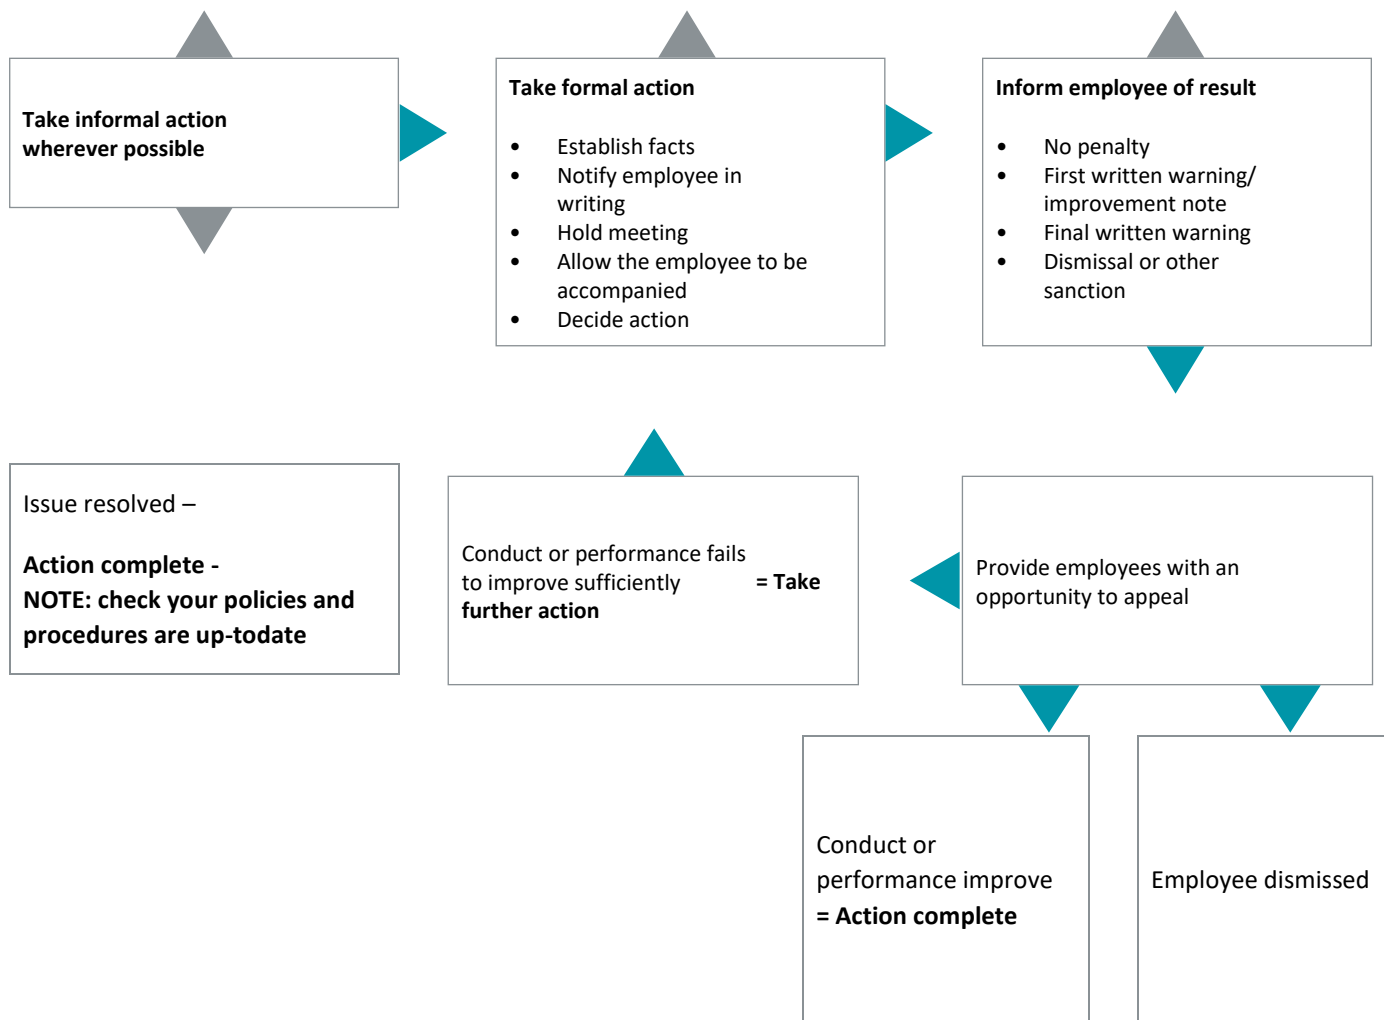 Take informal action
wherever possible
Take formal action
• Establish facts
• Notify employee in
writing
• Hold meeting
• Allow the employee to be
accompanied
• Decide action
Inform employee of result
• No penalty
• First written warning/
improvement note
• Final written warning
• Dismissal or other
sanction
Issue resolved –
Action complete -
NOTE: check your policies and
procedures are up-todate
Conduct or performance fails
to improve sufficiently = Take
further action
Provide employees with an
opportunity to appeal
Conduct or
performance improve
= Action complete
Employee dismissed